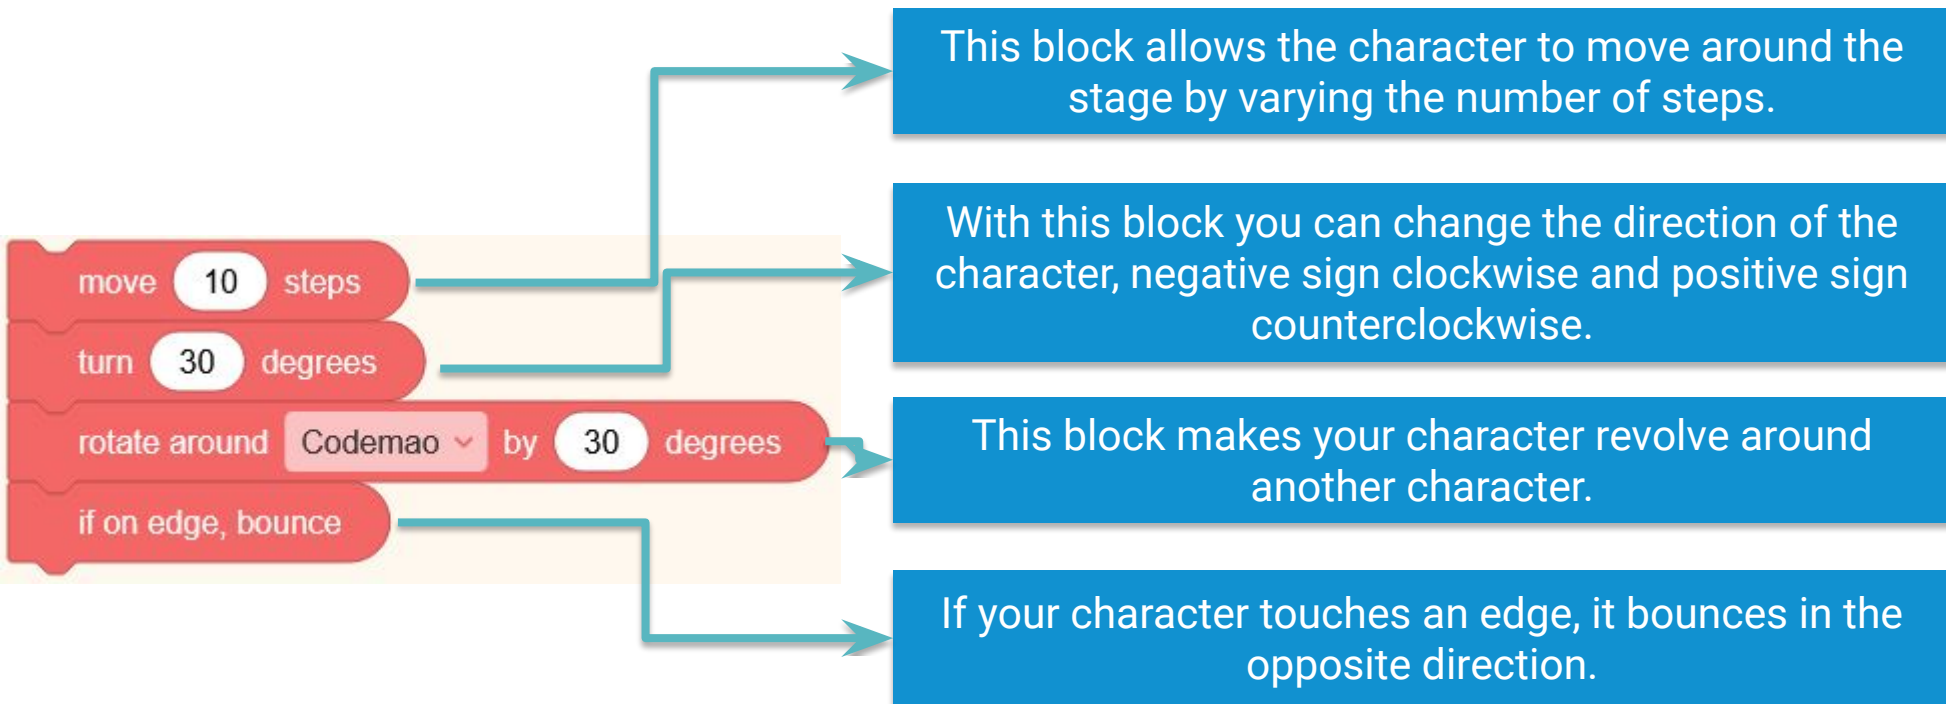 This block allows the character to move around the
stage by varying the number of steps.
With this block you can change the direction of the
character, negative sign clockwise and positive sign
counterclockwise.
move 10 steps
turn 30 degrees
rotate around Codemao by 30 degrees
if on edge, bounce
This block makes your character revolve around
another character.
If your character touches an edge, it bounces in the
opposite direction.